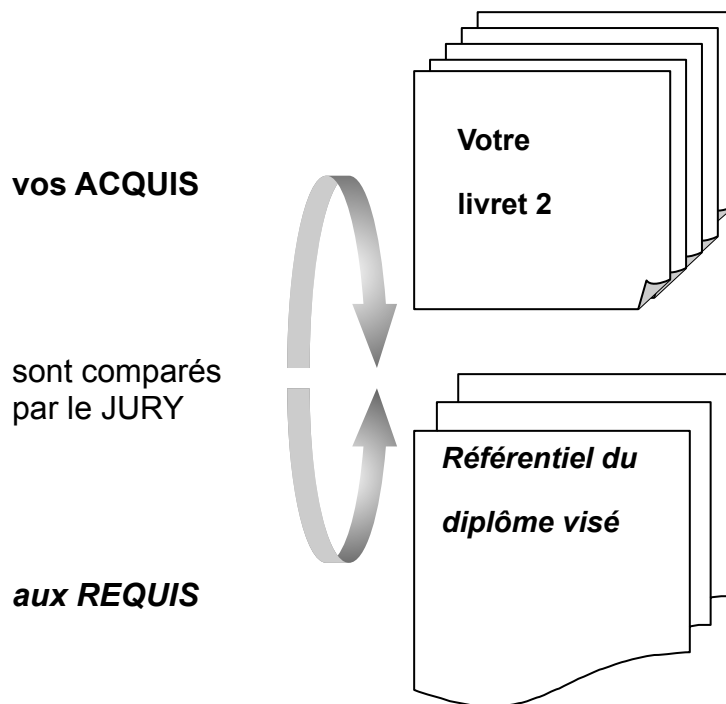 Votre
livret 2
vos ACQUIS
sont comparés
par le JURY
Référentiel du
diplôme visé
aux REQUIS